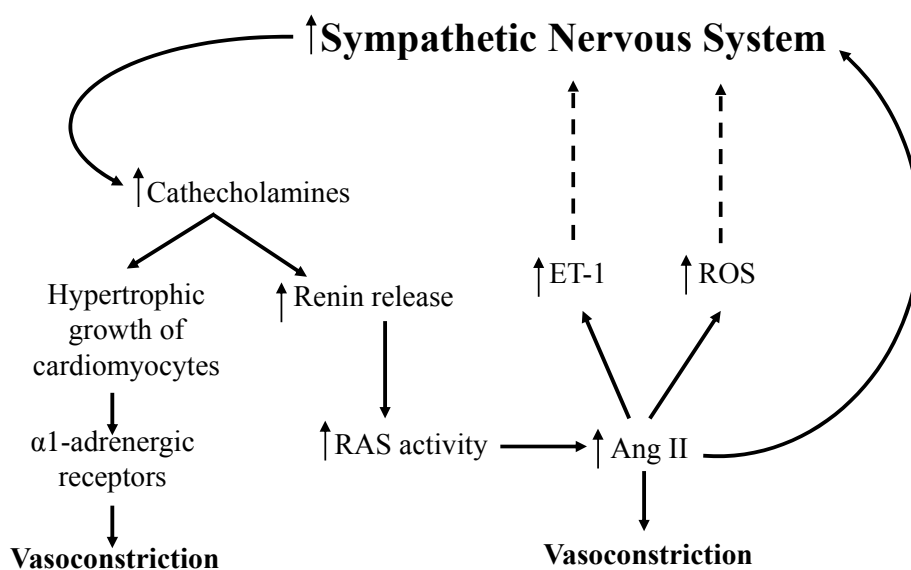 ↑Sympathetic Nervous System
↑Cathecholamines
↑ET-1
↑ROS
Hypertrophic
growth of
cardiomyocytes
↑Renin release
α1-adrenergic
receptors
↑RAS activity
↑Ang II
Vasoconstriction
Vasoconstriction